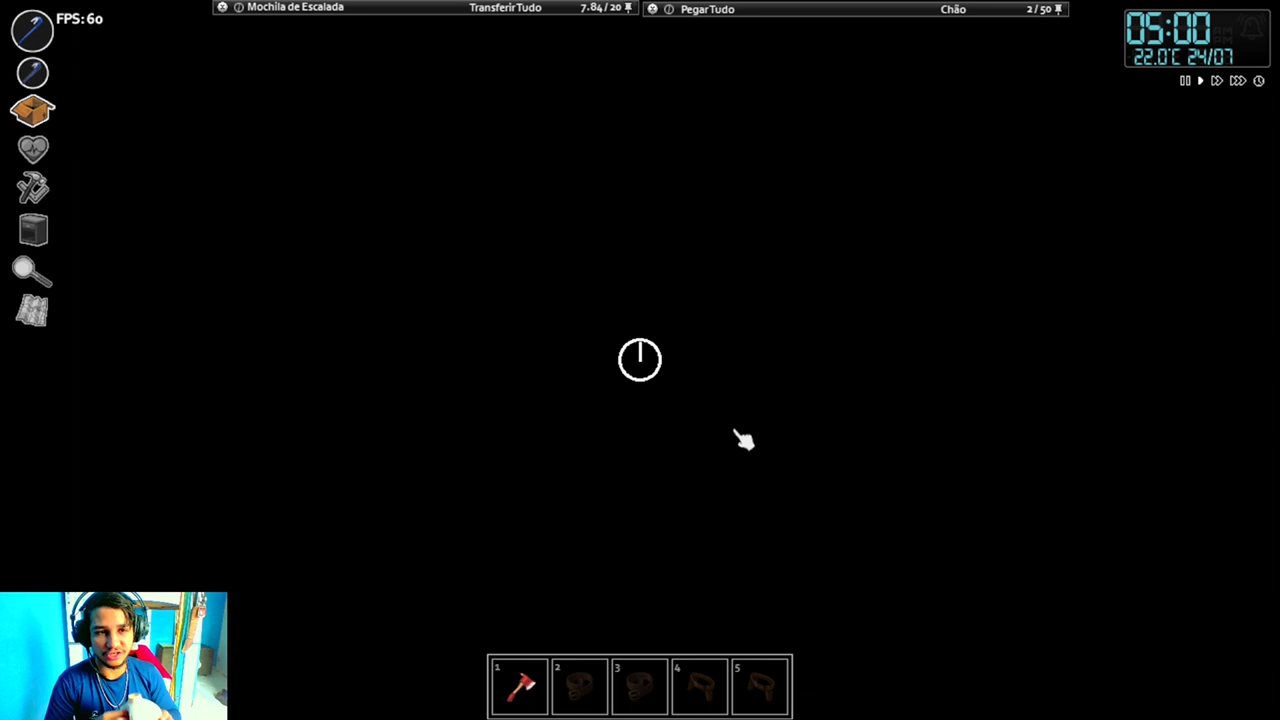 FPS: 60
Mochila de Escalada
Transferir Tudo
7.84 / 20
Pegar Tudo
Chão
2 / 50
05:00
22.0°C 24/07
1
2
3
4
5